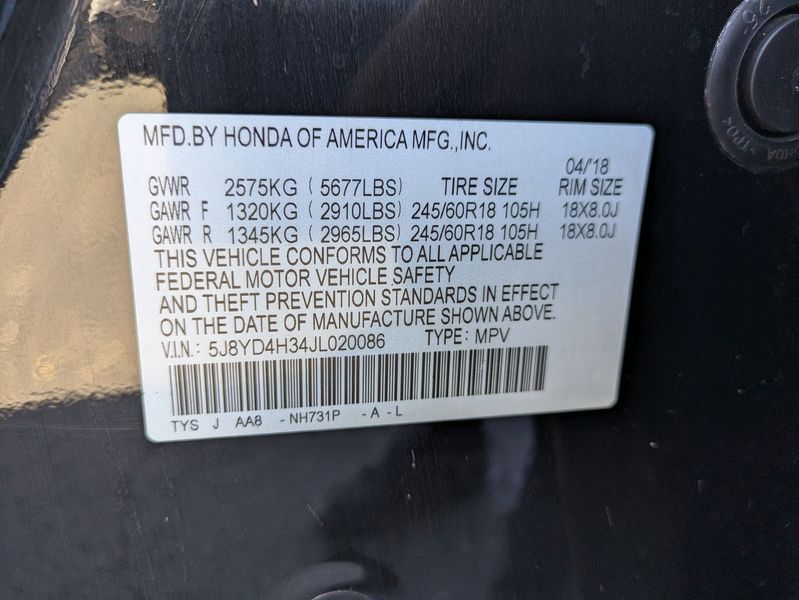 MFD.BY HONDA OF AMERICA MFG.,INC.
04/'18
GVWR 2575KG ( 5677LBS) TIRE SIZE RIM SIZE
GAWR F 1320KG ( 2910LBS) 245/60R18 105H 18X8.0J
GAWR R 1345KG ( 2965LBS) 245/60R18 105H 18X8.0J
THIS VEHICLE CONFORMS TO ALL APPLICABLE
FEDERAL MOTOR VEHICLE SAFETY
AND THEFT PREVENTION STANDARDS IN EFFECT
ON THE DATE OF MANUFACTURE SHOWN ABOVE.
V.I.N.: 5J8YD4H34JL020086 TYPE: MPV
TYS J AA8 -NH731P -A-L